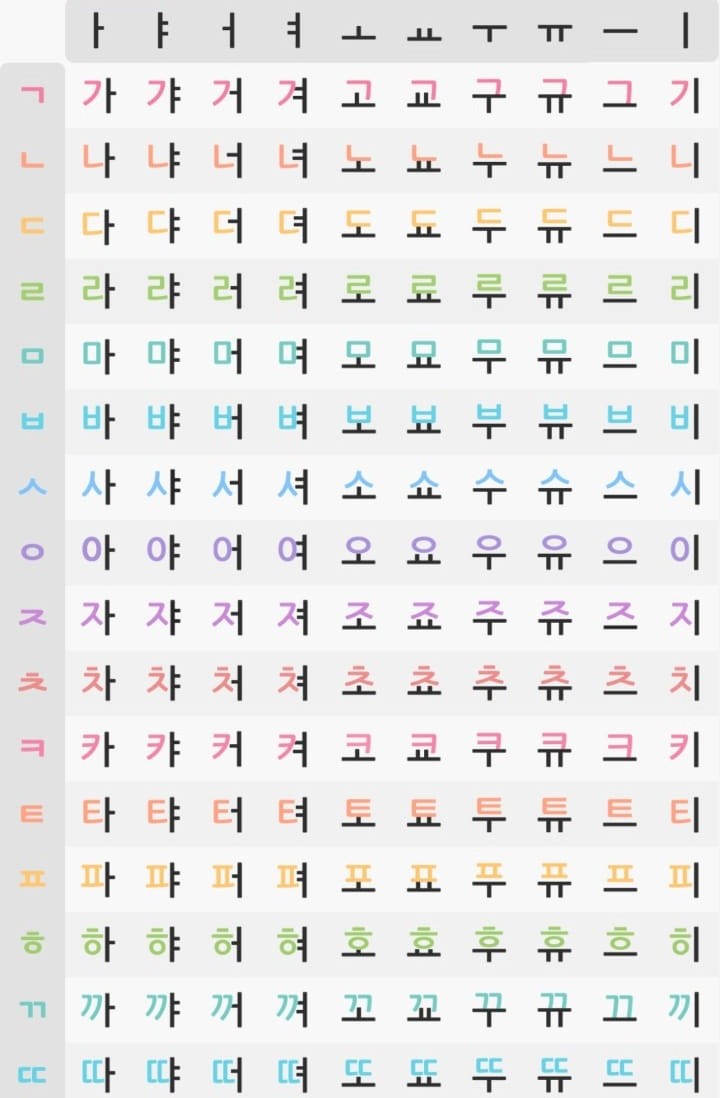 ㅏ ㅑ ㅓ ㅕ ㅗ ㅛ ㅜ ㅠ ㅡ ㅣ
ㄱ 가 갸 거 겨 고 교 구 규 그 기
ㄴ 나 냐 너 녀 노 뇨 누 뉴 느 니
ㄷ 다 댜 더 뎌 도 됴 두 듀 드 디
ㄹ 라 랴 러 려 로 료 루 류 르 리
ㅁ 마 먀 머 며 모 묘 무 뮤 므 미
ㅂ 바 뱌 버 벼 보 뵤 부 뷰 브 비
ㅅ 사 샤 서 셔 소 쇼 수 슈 스 시
ㅇ 아 야 어 여 오 요 우 유 으 이
ㅈ 자 쟈 저 져 조 죠 주 쥬 즈 지
ㅊ 차 챠 처 쳐 초 쵸 추 츄 츠 치
ㅋ 카 캬 커 켜 코 쿄 쿠 큐 크 키
ㅌ 타 탸 터 텨 토 툐 투 튜 트 티
ㅍ 파 퍄 퍼 펴 포 표 푸 퓨 프 피
ㅎ 하 햐 허 혀 호 효 후 휴 흐 히
ㄲ 까 꺄 꺼 껴 꼬 꾜 꾸 뀨 끄 끼
ㄸ 따 땨 떠 뗘 또 뚀 뚜 뜌 뜨 띠